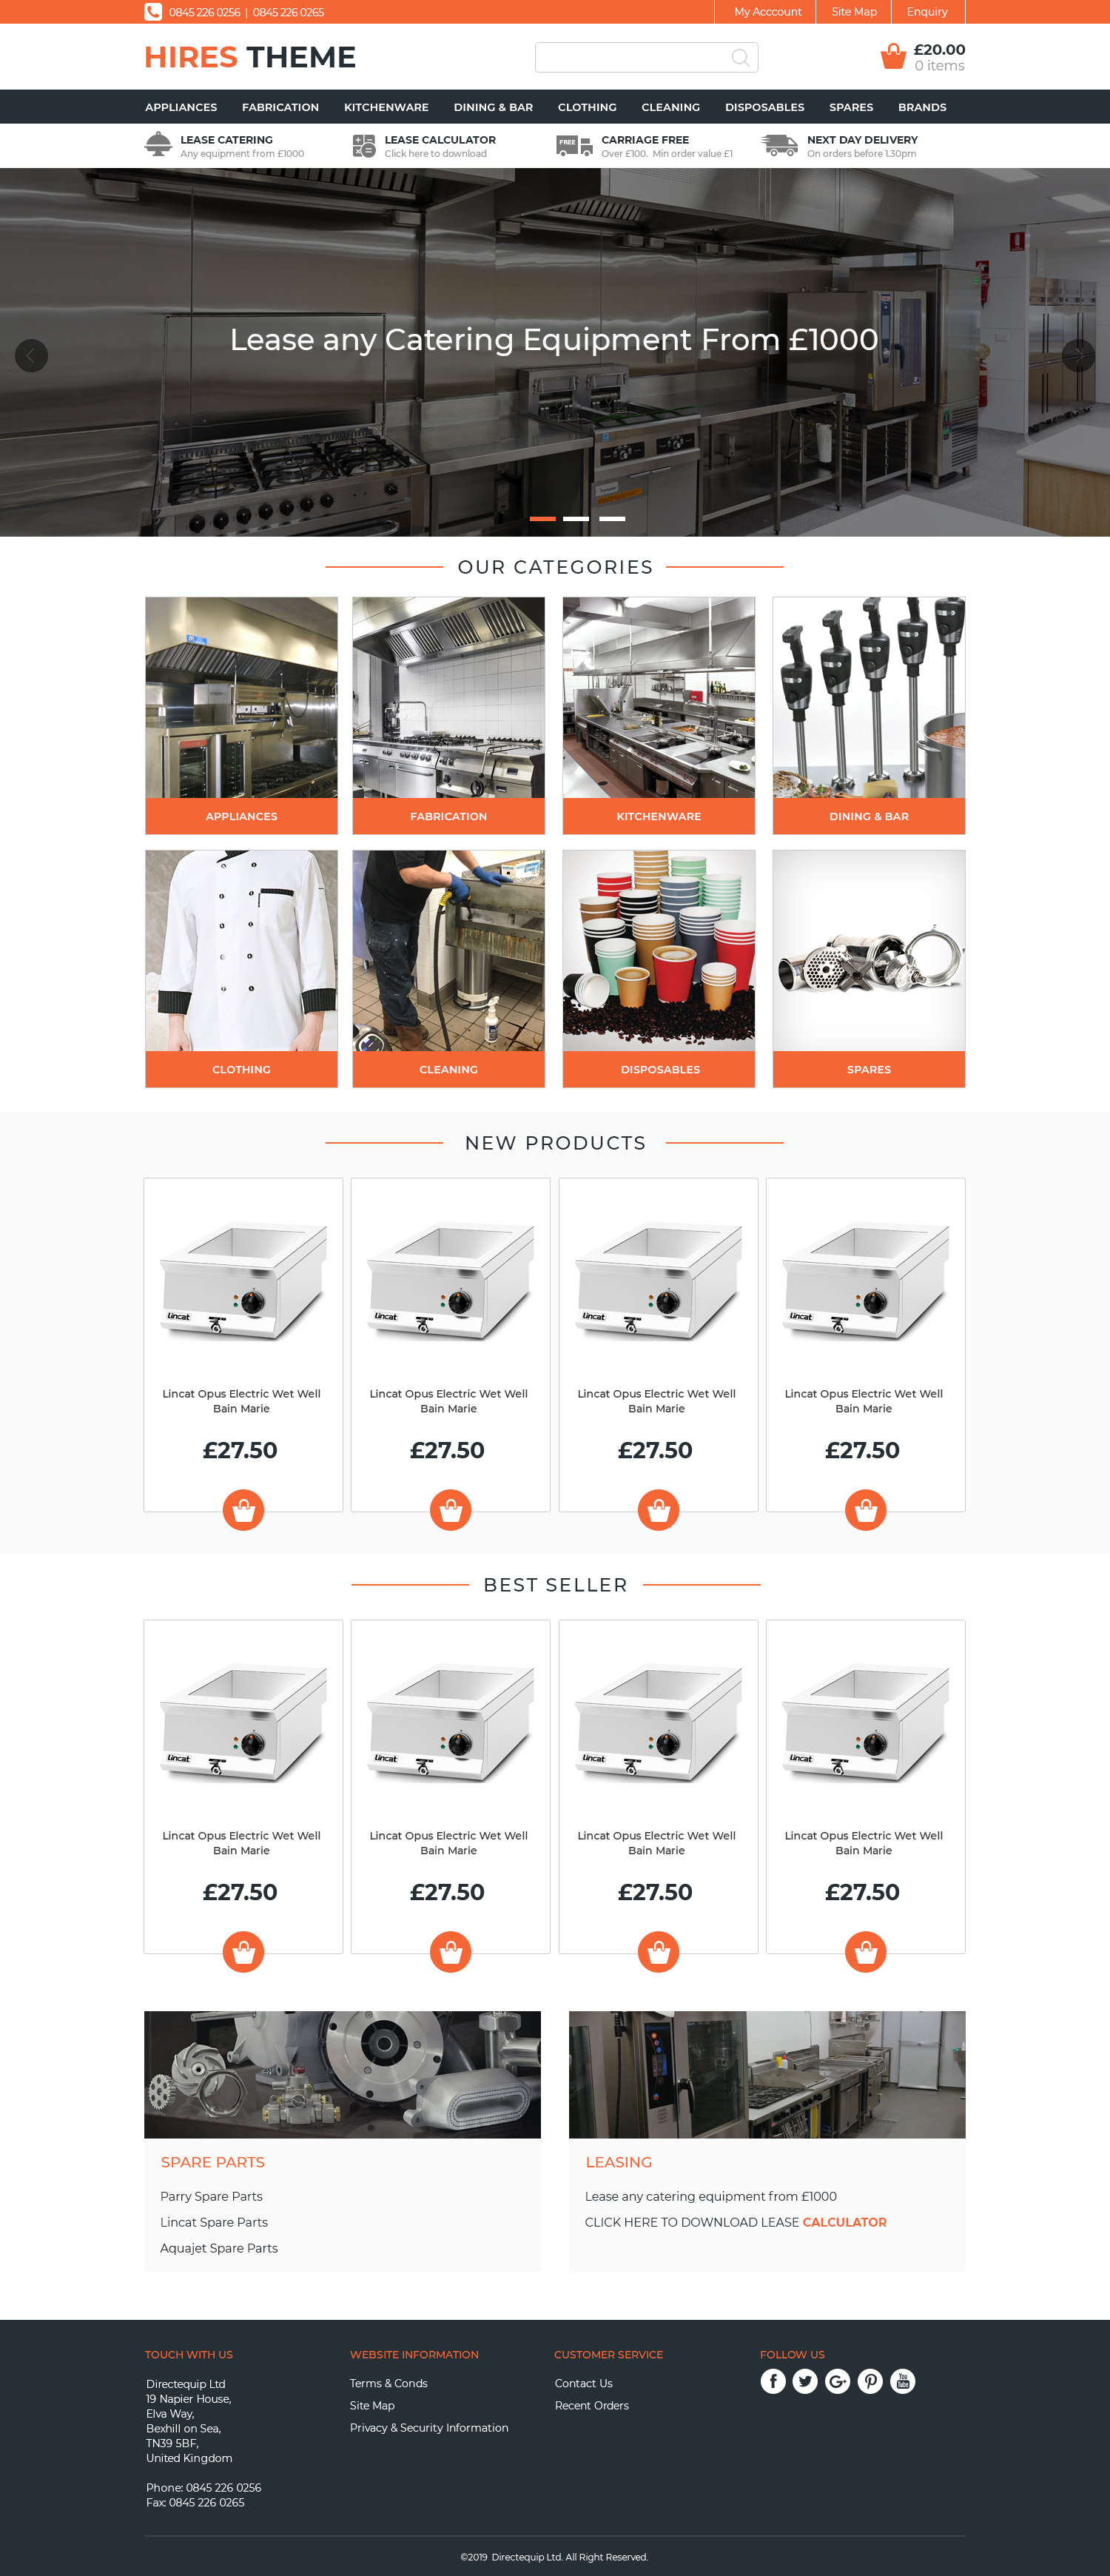 0845 226 0256 | 0845 226 0265
My Acccount
Site Map
Enquiry
HIRES THEME
£20.00
0 items
APPLIANCES
FABRICATION
KITCHENWARE
DINING & BAR
CLOTHING
CLEANING
DISPOSABLES
SPARES
BRANDS
LEASE CATERING
Any equipment from £1000
LEASE CALCULATOR
Click here to download
FREE
CARRIAGE FREE
Over £100. Min order value £1
NEXT DAY DELIVERY
On orders before 1.30pm
Lease any Catering Equipment From £1000
OUR CATEGORIES
APPLIANCES
FABRICATION
KITCHENWARE
DINING & BAR
CLOTHING
CLEANING
DISPOSABLES
SPARES
NEW PRODUCTS
Lincat
Lincat
Lincat
Lincat
Lincat Opus Electric Wet Well
Bain Marie
£27.50
Lincat Opus Electric Wet Well
Bain Marie
£27.50
Lincat Opus Electric Wet Well
Bain Marie
£27.50
Lincat Opus Electric Wet Well
Bain Marie
£27.50
BEST SELLER
Lincat
Lincat
Lincat
Lincat
Lincat Opus Electric Wet Well
Bain Marie
£27.50
Lincat Opus Electric Wet Well
Bain Marie
£27.50
Lincat Opus Electric Wet Well
Bain Marie
£27.50
Lincat Opus Electric Wet Well
Bain Marie
£27.50
SPARE PARTS
Parry Spare Parts
Lincat Spare Parts
Aquajet Spare Parts
LEASING
Lease any catering equipment from £1000
CLICK HERE TO DOWNLOAD LEASE CALCULATOR
TOUCH WITH US
Directequip Ltd
19 Napier House,
Elva Way,
Bexhill on Sea,
TN39 5BF,
United Kingdom
Phone: 0845 226 0256
Fax: 0845 226 0265
WEBSITE INFORMATION
Terms & Conds
Site Map
Privacy & Security Information
CUSTOMER SERVICE
Contact Us
Recent Orders
FOLLOW US
You
Tube
©2019 Directequip Ltd. All Right Reserved.